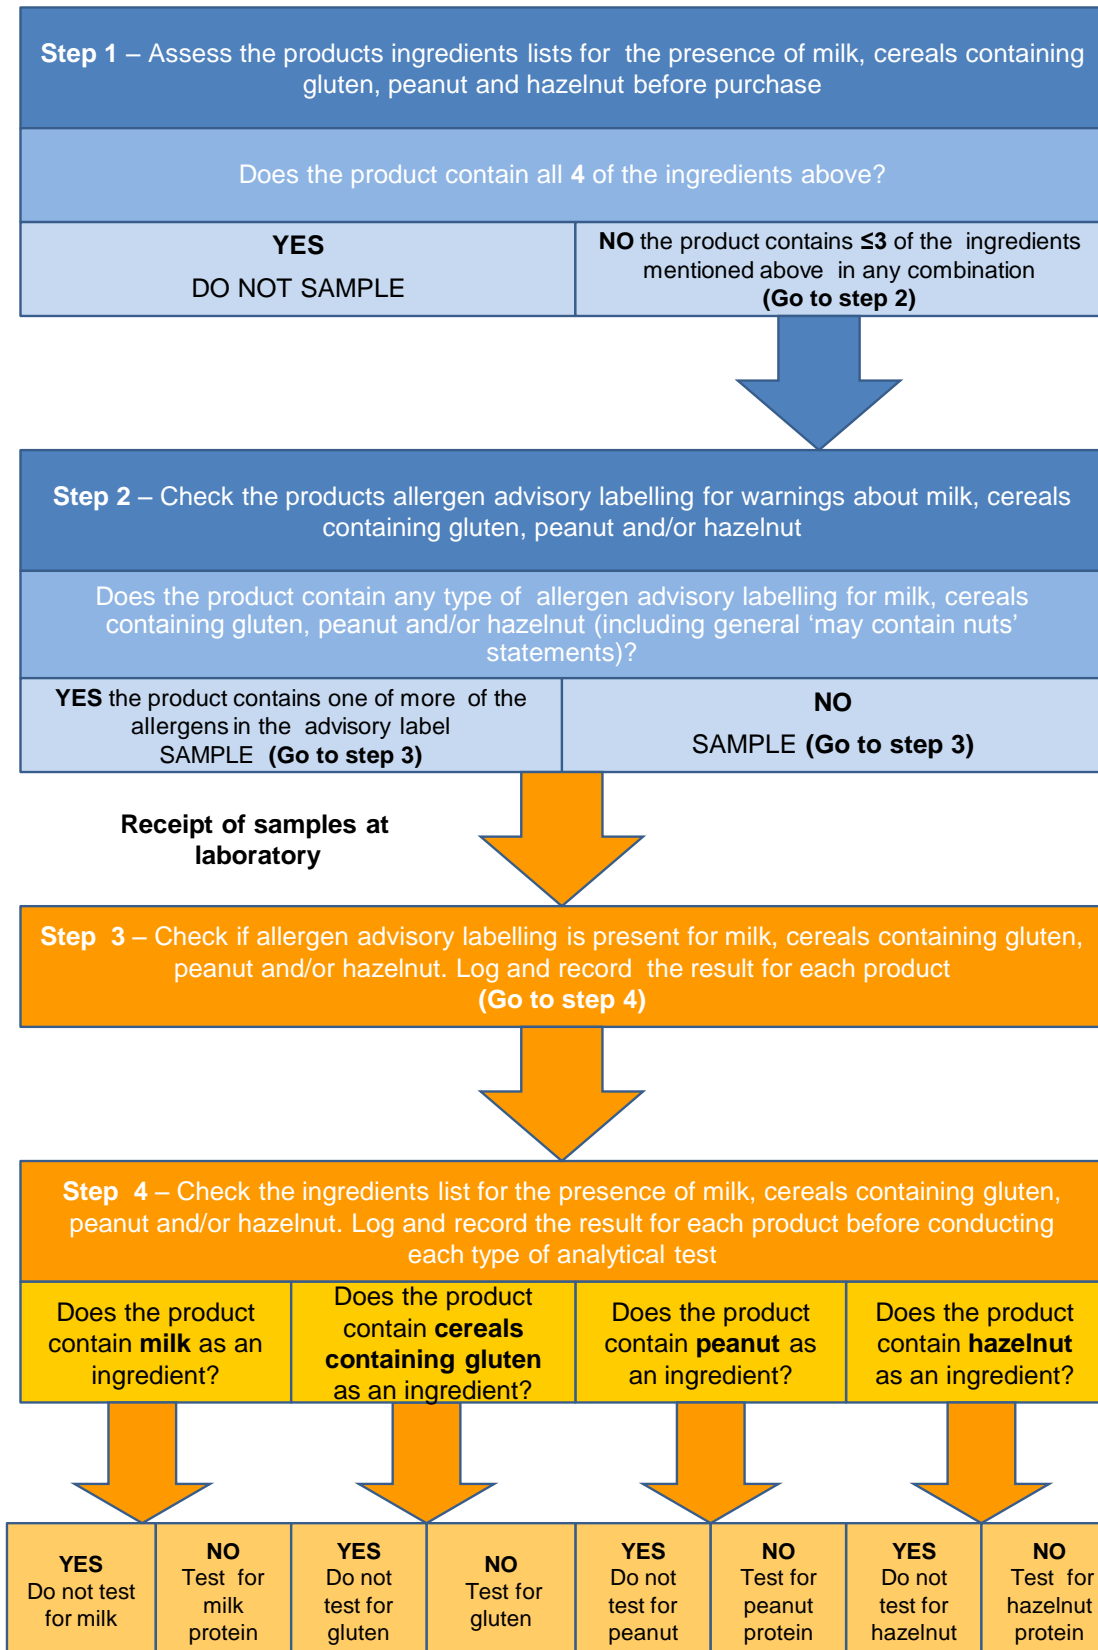 Step 1 – Assess the products ingredients lists for the presence of milk, cereals containing
gluten, peanut and hazelnut before purchase
Does the product contain all 4 of the ingredients above?
YES
DO NOT SAMPLE
NO the product contains ≤3 of the ingredients
mentioned above in any combination
(Go to step 2)
Step 2 – Check the products allergen advisory labelling for warnings about milk, cereals
containing gluten, peanut and/or hazelnut
Does the product contain any type of allergen advisory labelling for milk, cereals
containing gluten, peanut and/or hazelnut (including general ‘may contain nuts’
statements)?
YES the product contains one of more of the
allergens in the advisory label
SAMPLE (Go to step 3)
NO
SAMPLE (Go to step 3)
Receipt of samples at
laboratory
Step 3 – Check if allergen advisory labelling is present for milk, cereals containing gluten,
peanut and/or hazelnut. Log and record the result for each product
(Go to step 4)
Step 4 – Check the ingredients list for the presence of milk, cereals containing gluten,
peanut and/or hazelnut. Log and record the result for each product before conducting
each type of analytical test
Does the product
contain milk as an
ingredient?
Does the product
contain cereals
containing gluten
as an ingredient?
Does the product
contain peanut as
an ingredient?
Does the product
contain hazelnut
as an ingredient?
YES
Do not test
for milk
NO
Test for
milk
protein
YES
Do not
test for
gluten
NO
Test for
gluten
YES
Do not
test for
peanut
NO
Test for
peanut
protein
YES
Do not
test for
hazelnut
NO
Test for
hazelnut
protein